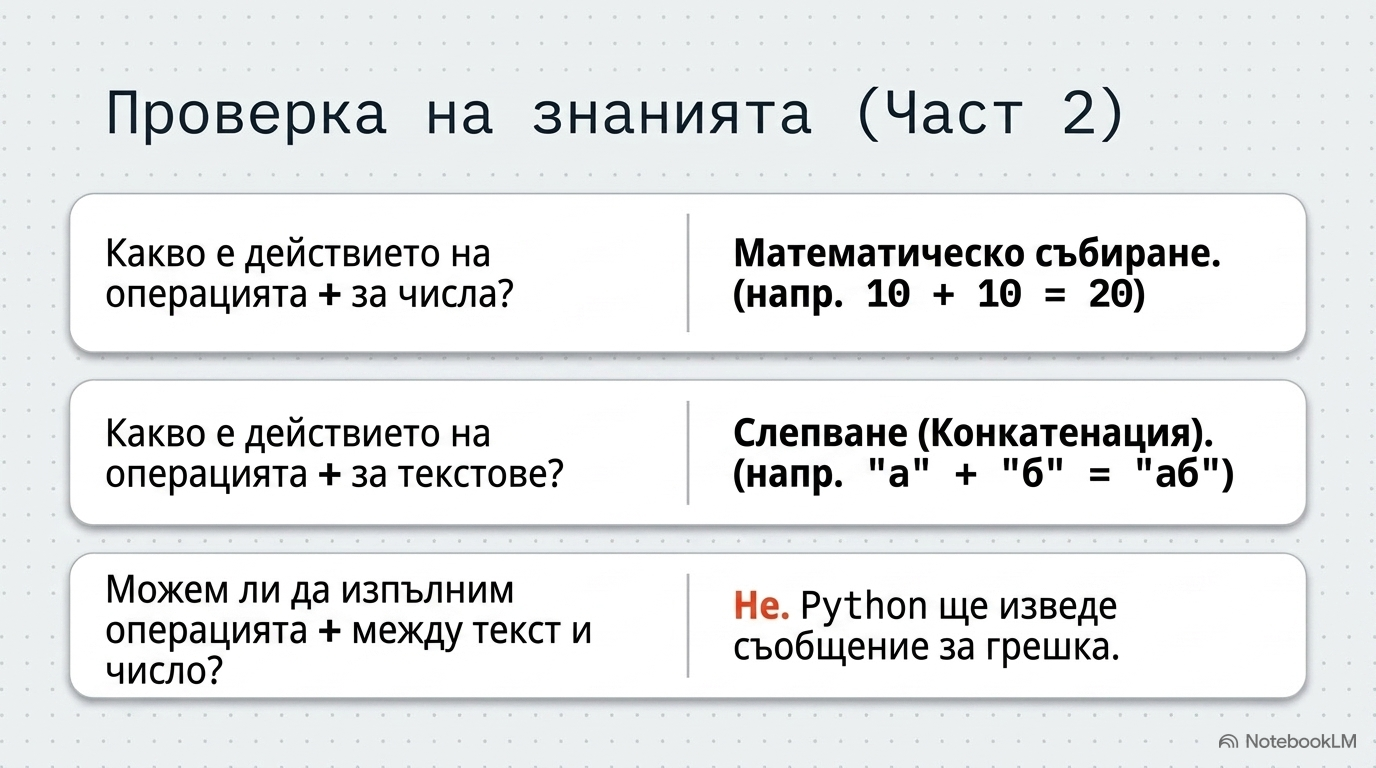 Проверка на знанията (Част 2)
Какво е действието на
операцията + за числа?
Математическо събиране.
(напр. 10 + 10 = 20)
Какво е действието на
операцията + за текстове?
Слепване (Конкатенация).
(напр. "а" + "б" = "аб")
Можем ли да изпълним
операцията + между текст и
число?
Не. Python ще изведе
съобщение за грешка.
NotebookLM